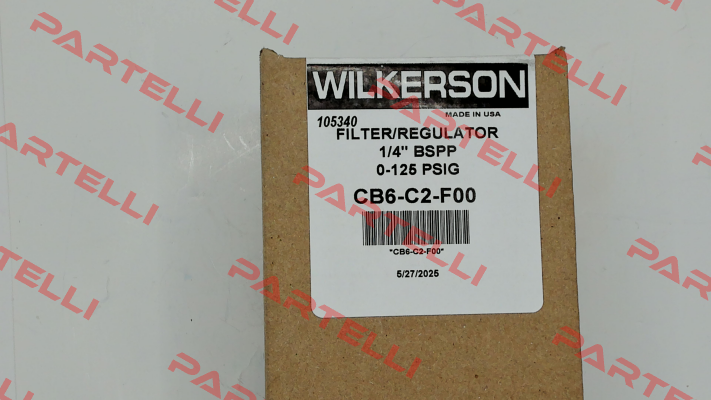 WILKERSON
MADE IN USA
105340
FILTER/REGULATOR
1/4" BSPP
0-125 PSIG
CB6-C2-F00
"CB6-C2-F00"
5/27/2025
PARTELLI
PARTELLI
PARTELLI
PARTELLI
PARTELLI
PARTELLI
PARTELLI
PARTELLI
PARTELLI